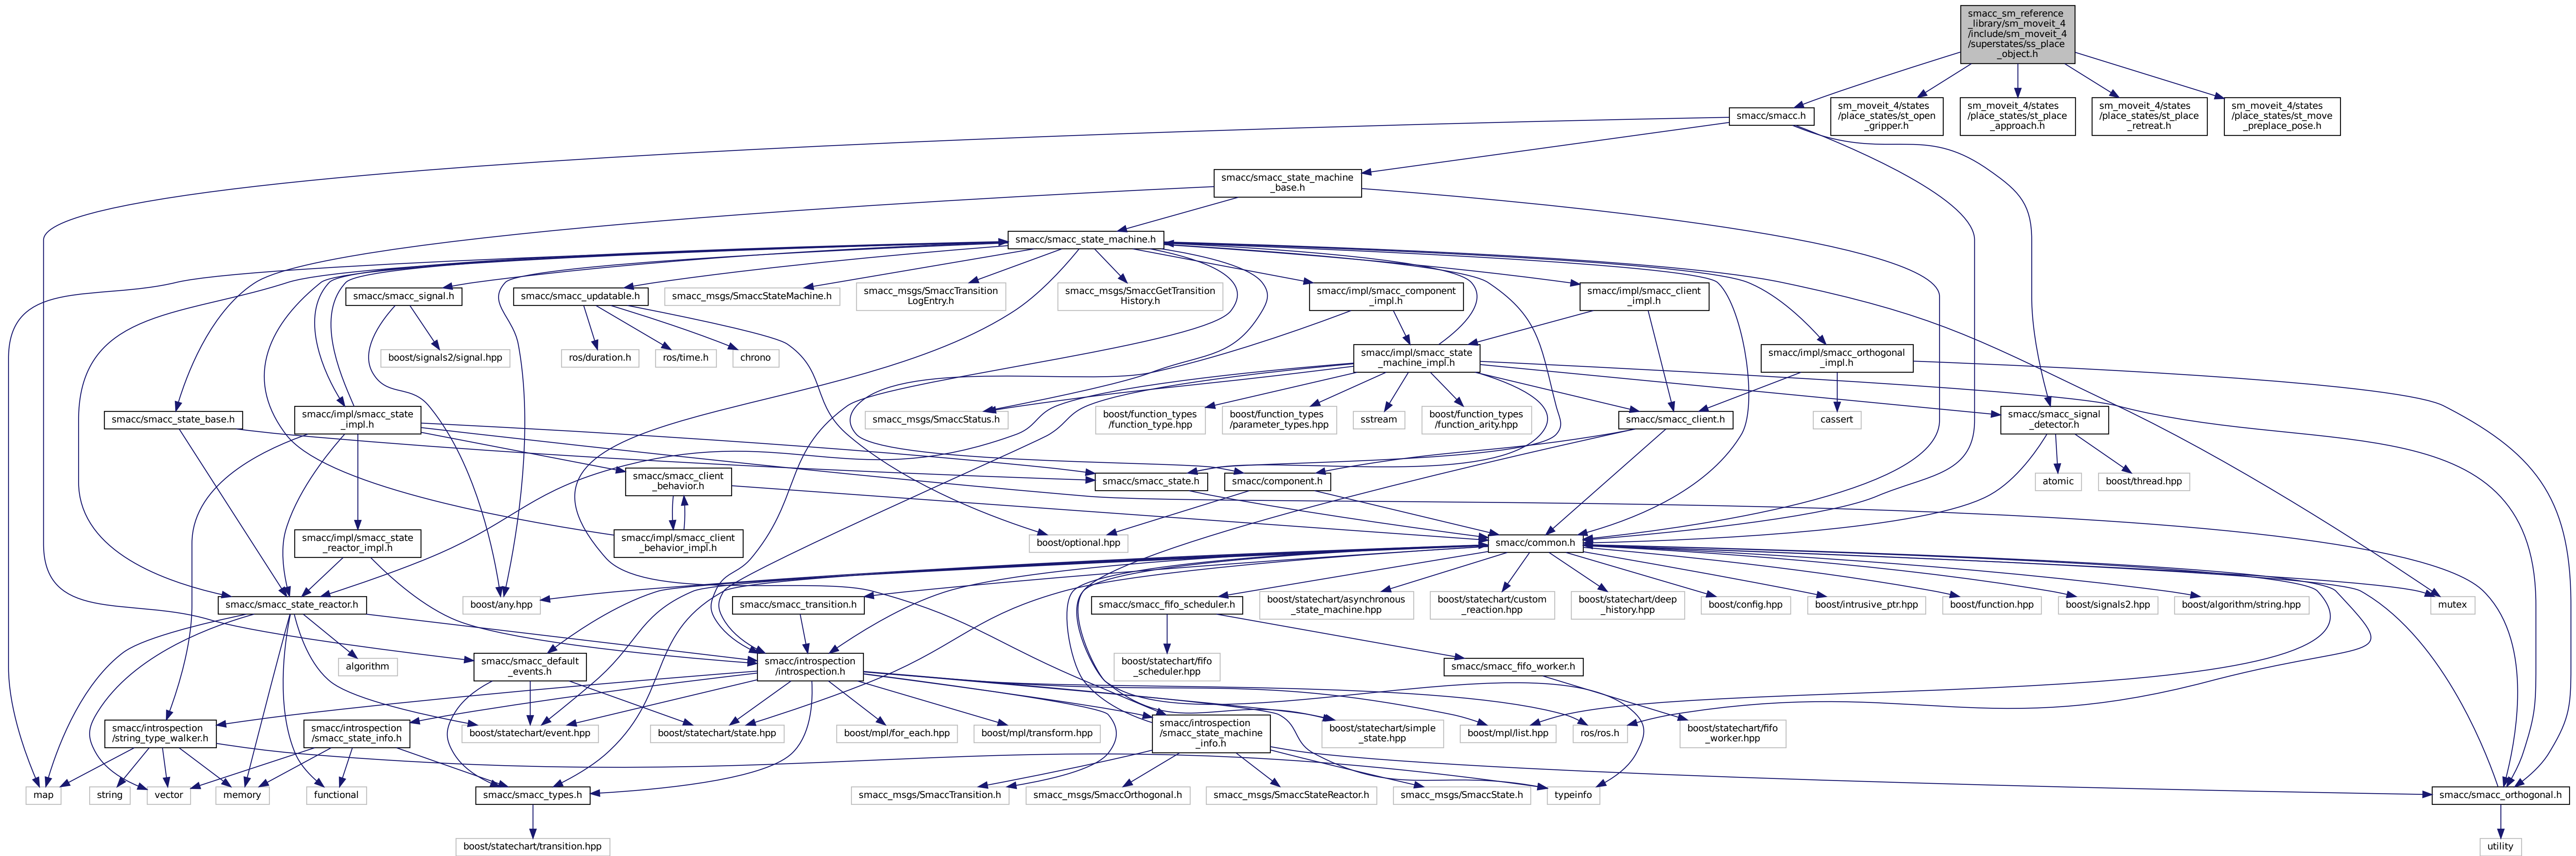 smacc_sm_reference
_library/sm_moveit_4
/include/sm_moveit_4
/superstates/ss_place
_object.h
smacc/smacc.h
sm_moveit_4/states
/place_states/st_open
_gripper.h
sm_moveit_4/states
/place_states/st_place
_approach.h
sm_moveit_4/states
/place_states/st_place
_retreat.h
sm_moveit_4/states
/place_states/st_move
_preplace_pose.h
smacc/smacc_state_machine
_base.h
smacc/smacc_state_machine.h
smacc/smacc_signal.h
smacc/smacc_updatable.h
smacc_msgs/SmaccStateMachine.h
smacc_msgs/SmaccTransition
LogEntry.h
smacc_msgs/SmaccGetTransition
History.h
smacc/impl/smacc_component
_impl.h
smacc/impl/smacc_client
_impl.h
boost/signals2/signal.hpp
ros/duration.h
ros/time.h
chrono
smacc/impl/smacc_state
_machine_impl.h
smacc/impl/smacc_orthogonal
_impl.h
smacc/smacc_state_base.h
smacc/impl/smacc_state
_impl.h
smacc_msgs/SmaccStatus.h
boost/function_types
/function_type.hpp
boost/function_types
/parameter_types.hpp
sstream
boost/function_types
/function_arity.hpp
smacc/smacc_client.h
cassert
smacc/smacc_signal
_detector.h
smacc/smacc_client
_behavior.h
smacc/smacc_state.h
smacc/component.h
atomic
boost/thread.hpp
smacc/impl/smacc_state
_reactor_impl.h
smacc/impl/smacc_client
_behavior_impl.h
boost/optional.hpp
smacc/common.h
smacc/smacc_state_reactor.h
boost/any.hpp
smacc/smacc_transition.h
smacc/smacc_fifo_scheduler.h
boost/statechart/asynchronous
_state_machine.hpp
boost/statechart/custom
_reaction.hpp
boost/statechart/deep
_history.hpp
boost/config.hpp
boost/intrusive_ptr.hpp
boost/function.hpp
boost/signals2.hpp
boost/algorithm/string.hpp
mutex
algorithm
smacc/smacc_default
_events.h
smacc/introspection
/introspection.h
boost/statechart/fifo
_scheduler.hpp
smacc/smacc_fifo_worker.h
smacc/introspection
/string_type_walker.h
smacc/introspection
/smacc_state_info.h
boost/statechart/event.hpp
boost/statechart/state.hpp
boost/mpl/for_each.hpp
boost/mpl/transform.hpp
smacc/introspection
/smacc_state_machine
_info.h
boost/statechart/simple
_state.hpp
boost/mpl/list.hpp
ros/ros.h
boost/statechart/fifo
_worker.hpp
map
string
vector
memory
functional
smacc/smacc_types.h
smacc_msgs/SmaccTransition.h
smacc_msgs/SmaccOrthogonal.h
smacc_msgs/SmaccStateReactor.h
smacc_msgs/SmaccState.h
typeinfo
smacc/smacc_orthogonal.h
boost/statechart/transition.hpp
utility